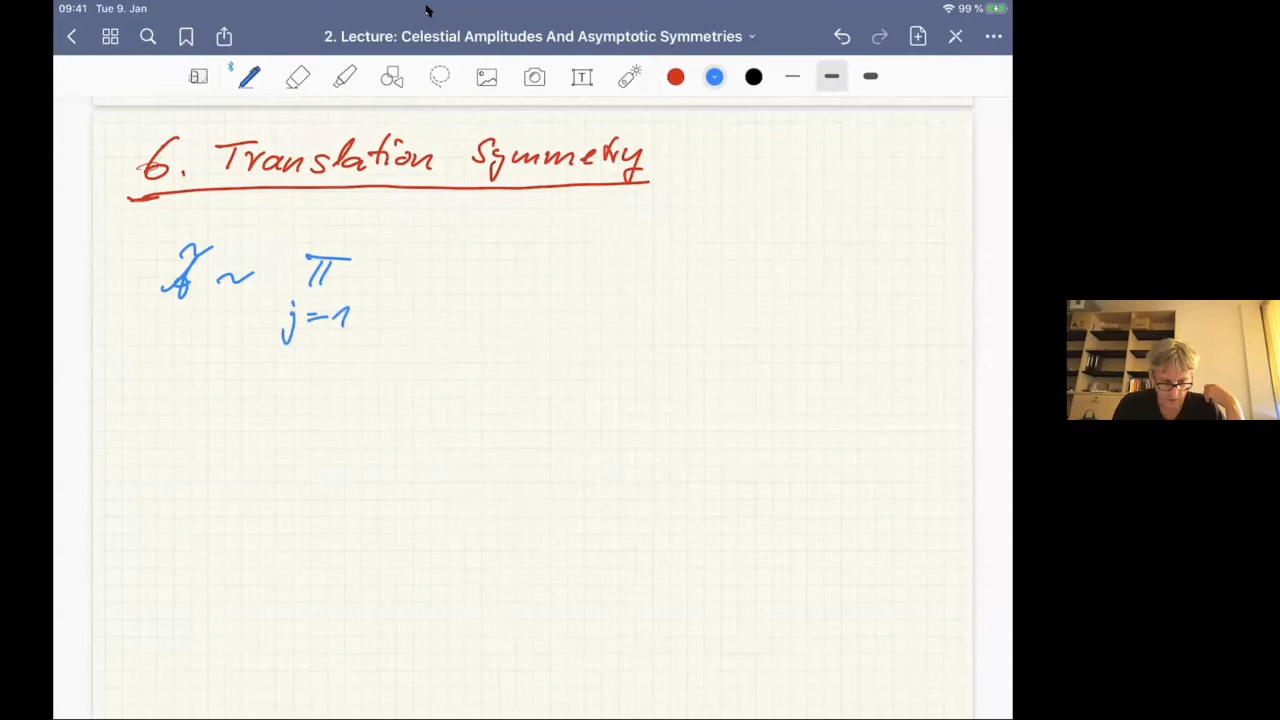 09:41 Tue 9. Jan
99 %
2. Lecture: Celestial Amplitudes And Asymptotic Symmetries
T
6. Translation Symmetry
~ π
j=1